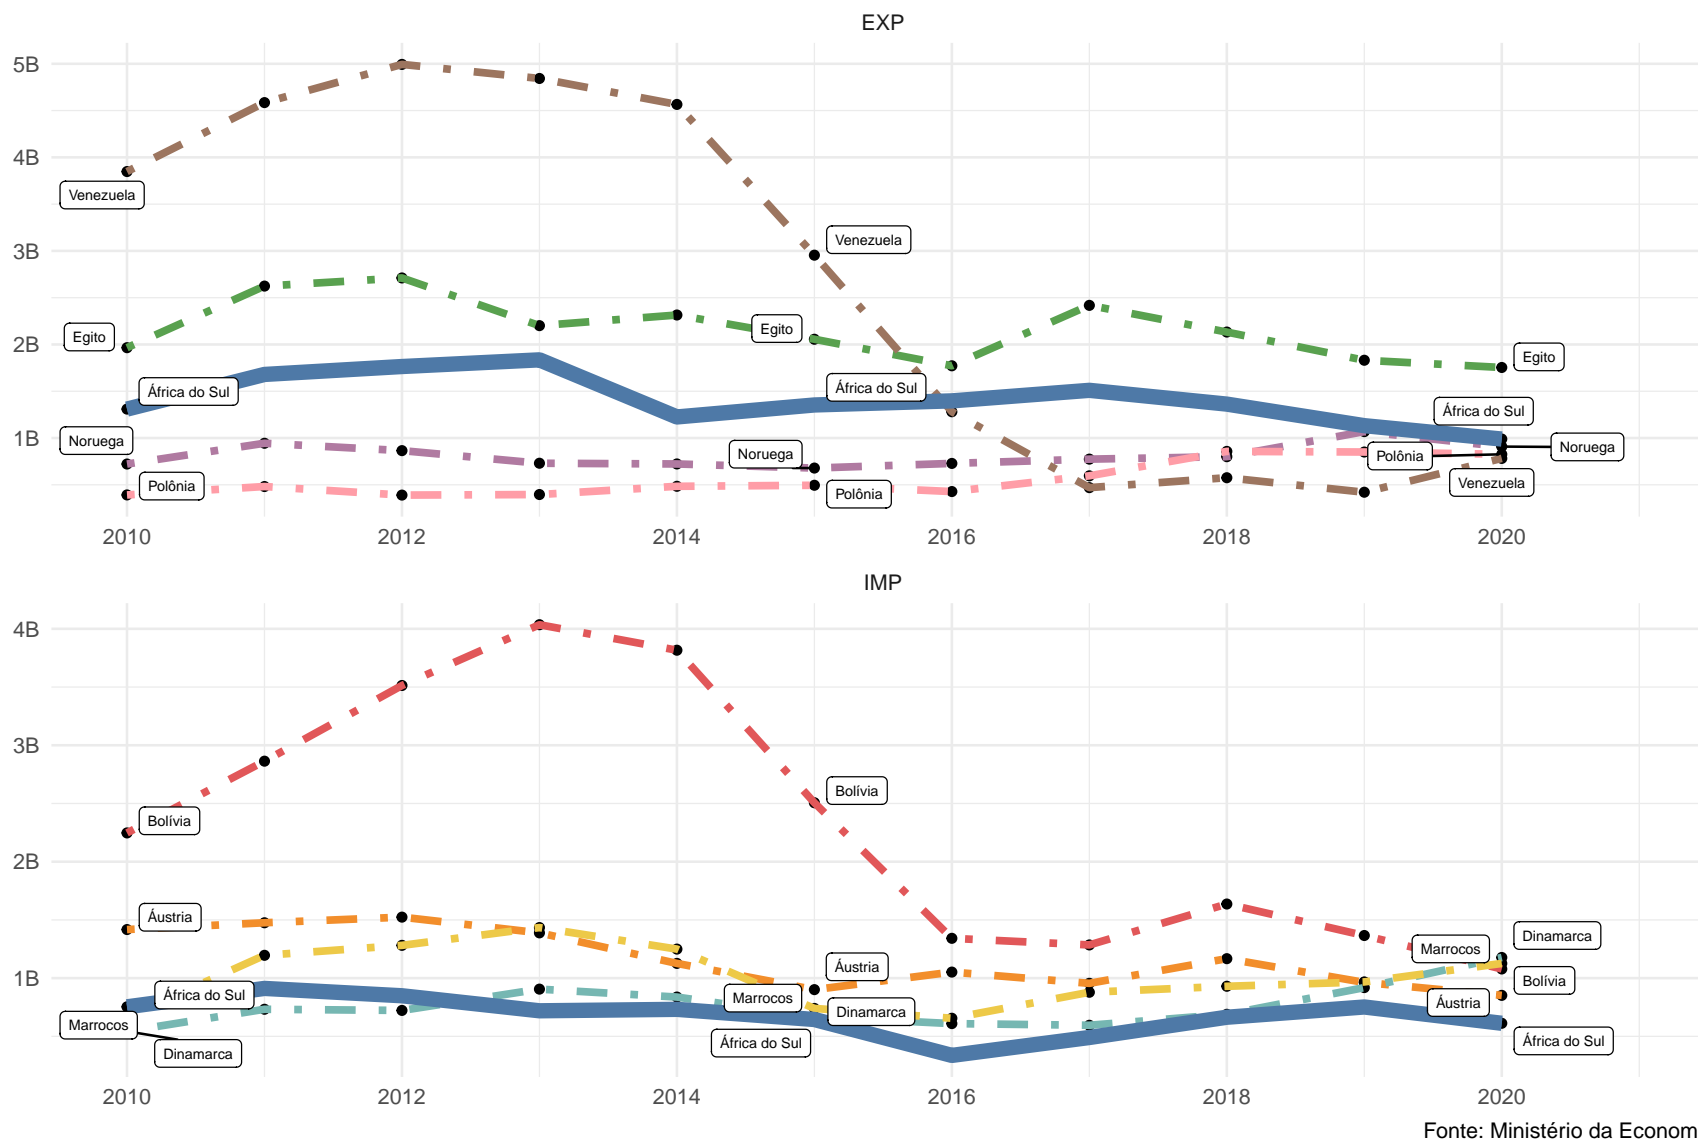 EXP
5B
4B
3B
2B
1B
Venezuela
Venezuela
Egito
Egito
Egito
África do Sul
África do Sul
África do Sul
Noruega
Noruega
Noruega
Polônia
Polônia
Polônia
Venezuela
2010 2012 2014 2016 2018 2020
IMP
4B
3B
2B
1B
Bolívia
Bolívia
Áustria
Áustria
Marrocos
Dinamarca
Bolívia
África do Sul
Marrocos
Dinamarca
Áustria
Marrocos
Dinamarca
África do Sul
África do Sul
2010 2012 2014 2016 2018 2020
Fonte: Ministério da Econom